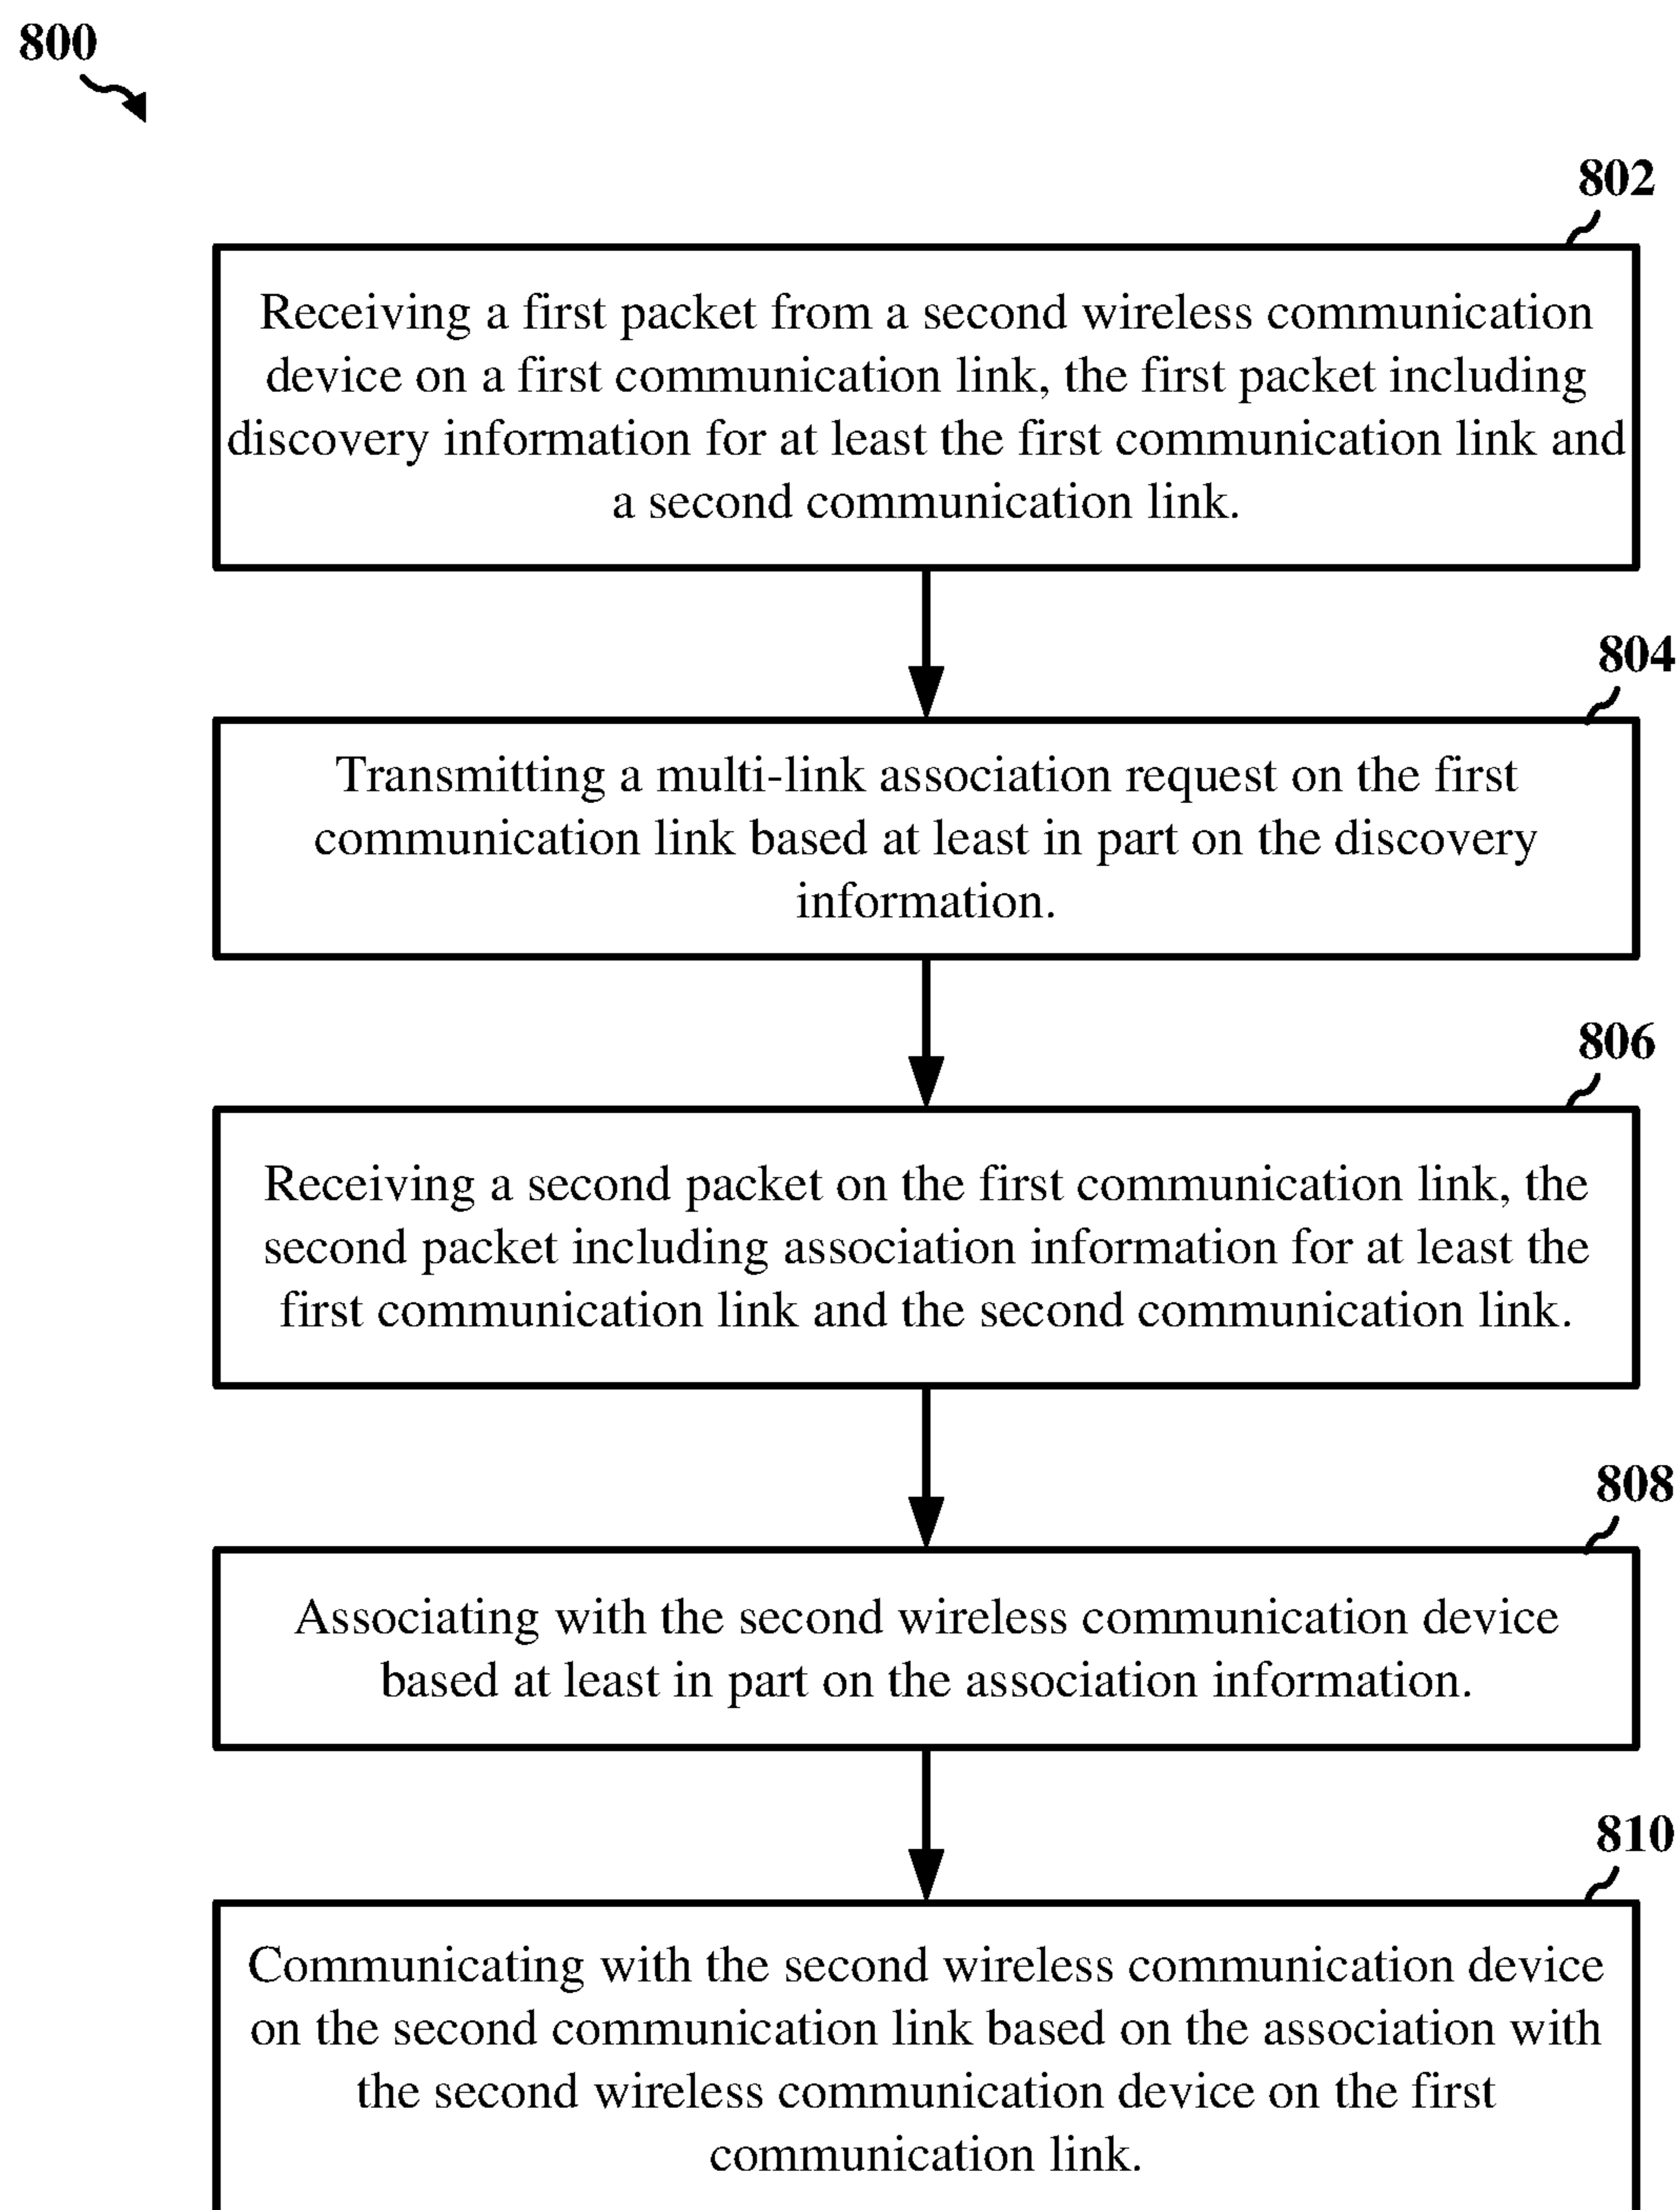 800
802
Receiving a first packet from a second wireless communication
device on a first communication link, the first packet including
discovery information for at least the first communication link and
a second communication link.
804
Transmitting a multi-link association request on the first
communication link based at least in part on the discovery
information.
806
Receiving a second packet on the first communication link, the
second packet including association information for at least the
first communication link and the second communication link.
808
Associating with the second wireless communication device
based at least in part on the association information.
810
Communicating with the second wireless communication device
on the second communication link based on the association with
the second wireless communication device on the first
communication link.